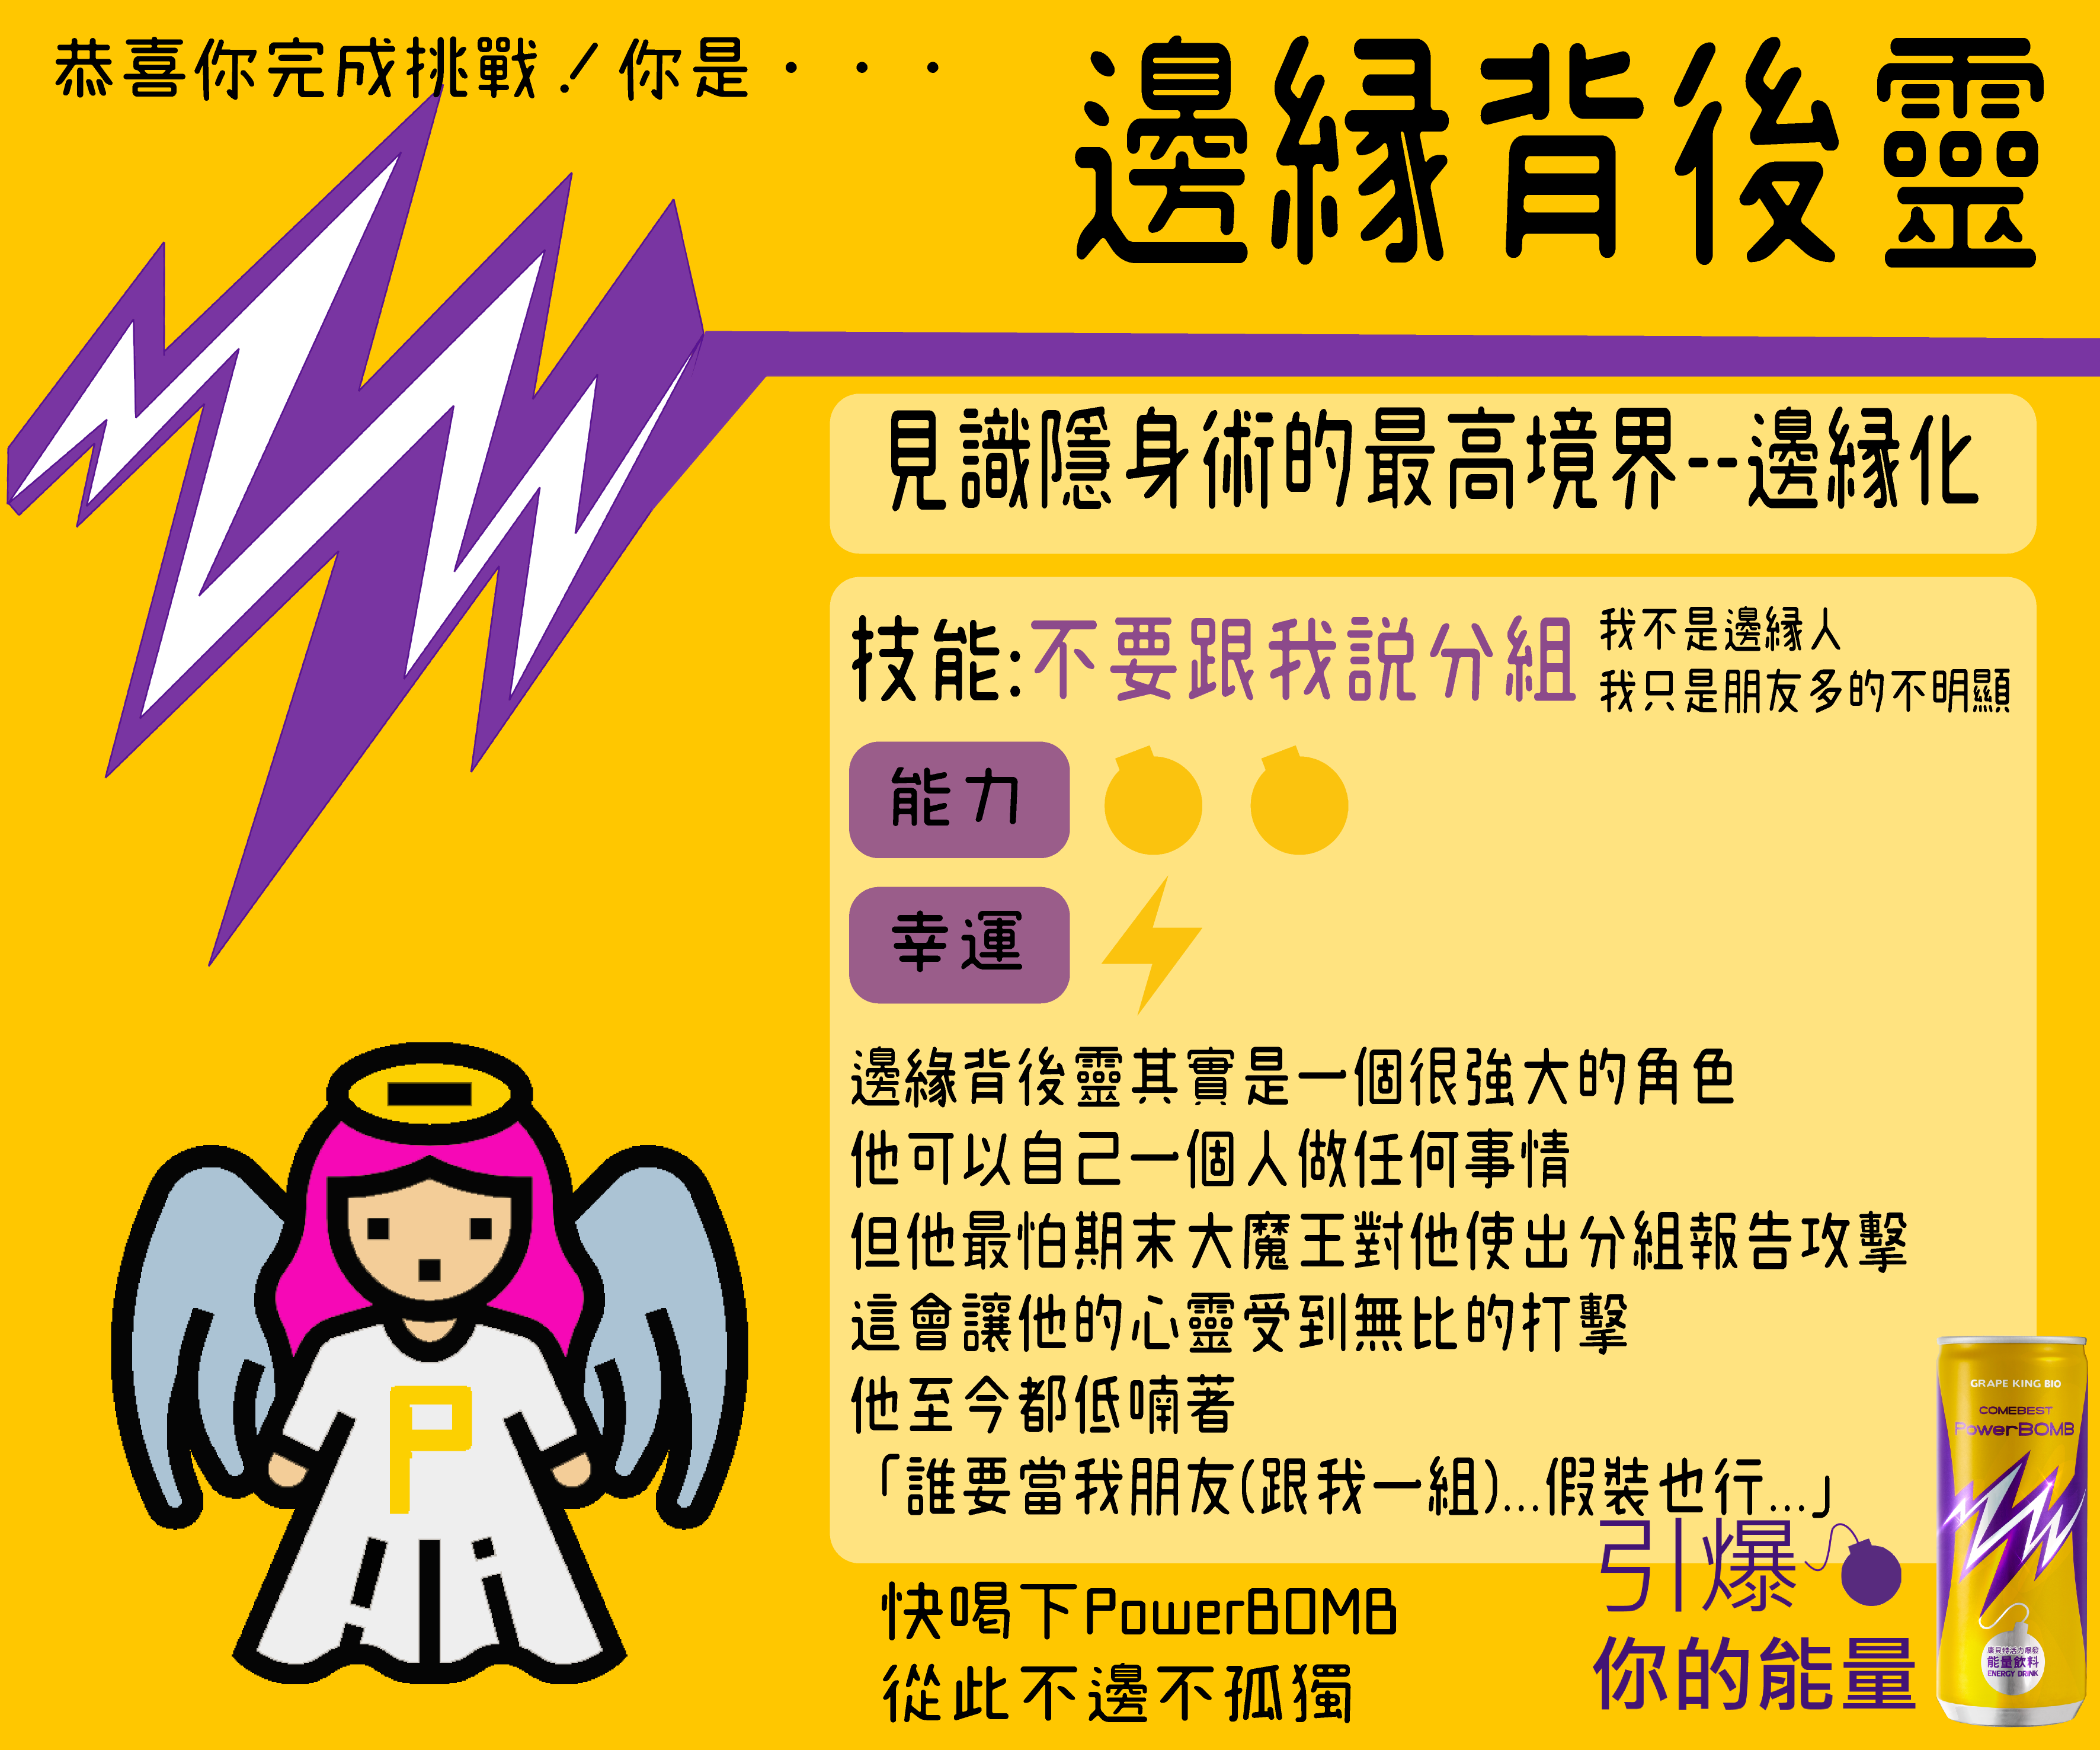 恭喜你完成挑戰！你是・・・
邊緣背後靈
見識隱身術的最高境界--邊緣化
技能:不要跟我說分組
我不是邊緣人
我只是朋友多的不明顯
能力
幸運
邊緣背後靈其實是一個很強大的角色
他可以自己一個人做任何事情
但他最怕期末大魔王對他使出分組報告攻擊
這會讓他的心靈受到無比的打擊
他至今都低喃著
「誰要當我朋友(跟我一組)...假裝也行...」
P
快喝下PowerBOMB
從此不邊不孤獨
引爆
你的能量
GRAPE KING BIO
COMEBEST
PowerBOMB
康貝特活力爆發
能量飲料
ENERGY DRINK